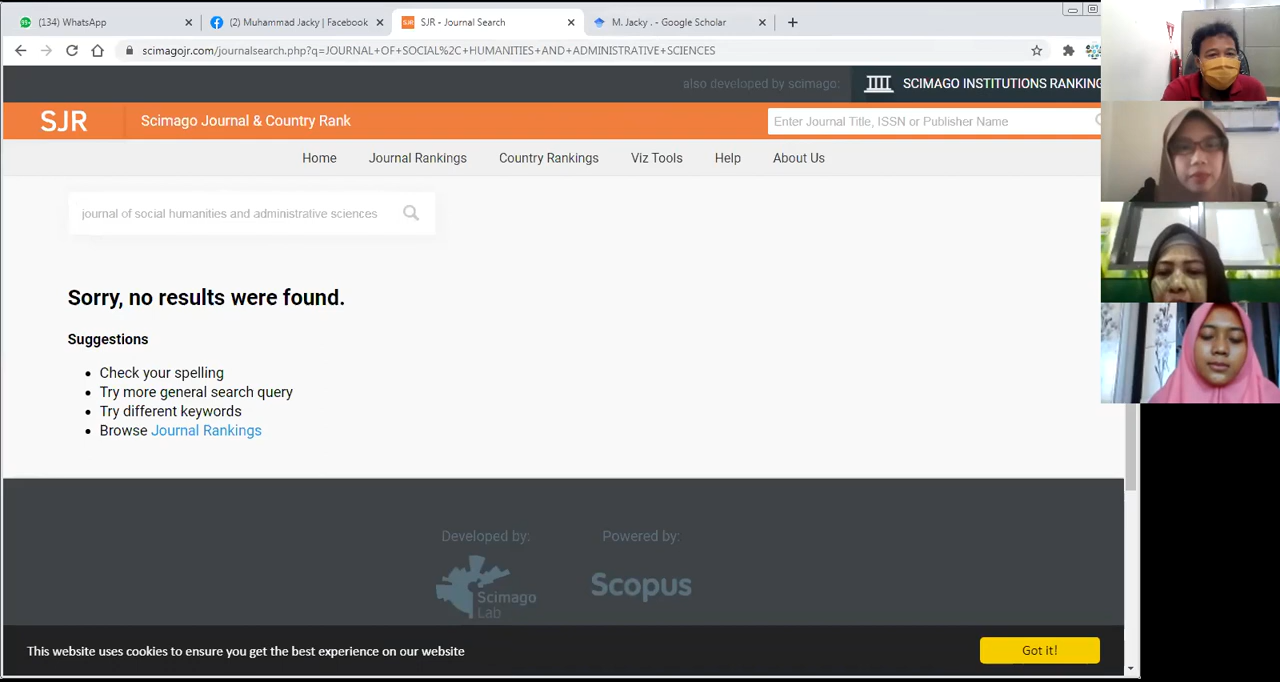 (134) WhatsApp
(2) Muhammad Jacky | Facebook
SJR
SJR - Journal Search
M. Jacky . - Google Scholar
scimagojr.com/journalsearch.php?q=JOURNAL+OF+SOCIAL%2C+HUMANITIES+AND+ADMINISTRATIVE+SCIENCES
also developed by scimago:
SCIMAGO INSTITUTIONS RANKING
SJR
Scimago Journal & Country Rank
Enter Journal Title, ISSN or Publisher Name
Home
Journal Rankings
Country Rankings
Viz Tools
Help
About Us
journal of social humanities and administrative sciences
Sorry, no results were found.
Suggestions
Check your spelling
Try more general search query
Try different keywords
Browse Journal Rankings
Developed by:
Powered by:
Scimago
Lab
Scopus
This website uses cookies to ensure you get the best experience on our website
Got it!